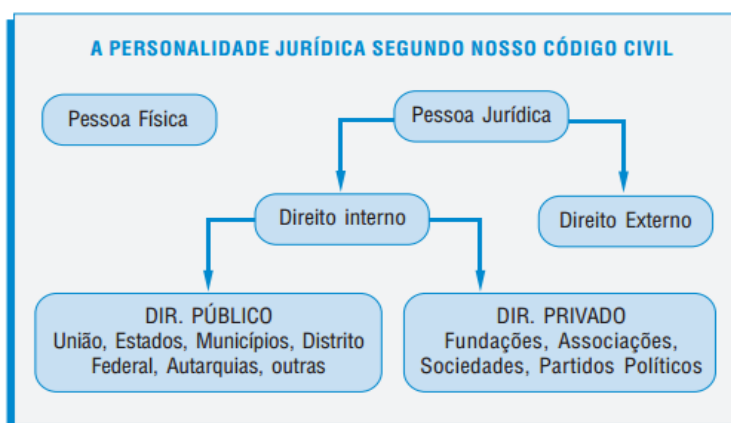 A PERSONALIDADE JURÍDICA SEGUNDO NOSSO CÓDIGO CIVIL
Pessoa Física
Pessoa Jurídica
Direito interno
Direito Externo
DIR. PÚBLICO
União, Estados, Municípios, Distrito
Federal, Autarquias, outras
DIR. PRIVADO
Fundações, Associações,
Sociedades, Partidos Políticos